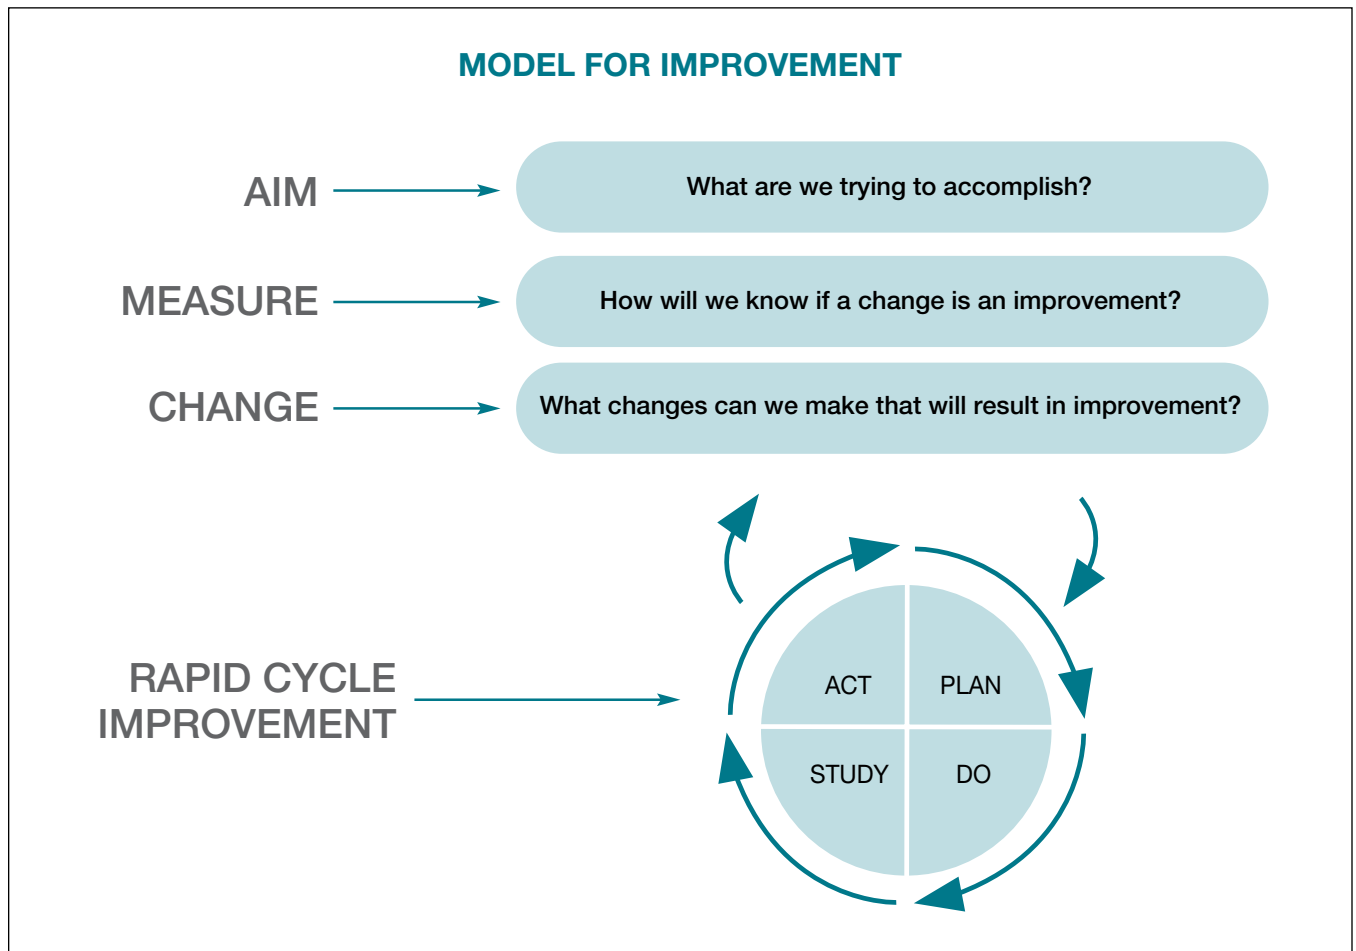 MODEL FOR IMPROVEMENT
AIM
What are we trying to accomplish?
MEASURE
How will we know if a change is an improvement?
CHANGE
What changes can we make that will result in improvement?
RAPID CYCLE
IMPROVEMENT
ACT
PLAN
STUDY
DO